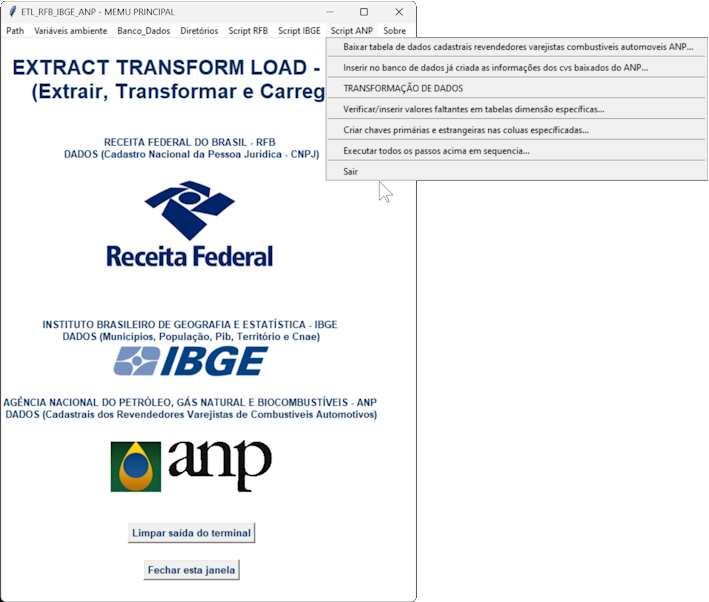 ETL_RFB_IBGE_ANP - MEMU PRINCIPAL
Path Variáveis ambiente Banco_Dados Diretórios Script RFB Script IBGE Script ANP Sobre
Baixar tabela de dados cadastrais revendedores varejistas combustiveis automoveis ANP...
Inserir no banco de dados já criada as informações dos cvs baixados do ANP...
TRANSFORMAÇÃO DE DADOS
Verificar/inserir valores faltantes em tabelas dimensão específicas...
Criar chaves primárias e estrangeiras nas coluas especificadas...
Executar todos os passos acima em sequencia...
Sair
EXTRACT TRANSFORM LOAD -
(Extrair, Transformar e Carreg
RECEITA FEDERAL DO BRASIL - RFB
DADOS (Cadastro Nacional da Pessoa Jurídica - CNPJ)
Receita Federal
INSTITUTO BRASILEIRO DE GEOGRAFIA E ESTATÍSTICA - IBGE
DADOS (Municípios, População, Pib, Território e Cnae)
IBGE
AGÊNCIA NACIONAL DO PETRÓLEO, GÁS NATURAL E BIOCOMBUSTÍVEIS - ANP
DADOS (Cadastrais dos Revendedores Varejistas de Combustíveis Automotivos)
anp
Limpar saída do terminal
Fechar esta janela